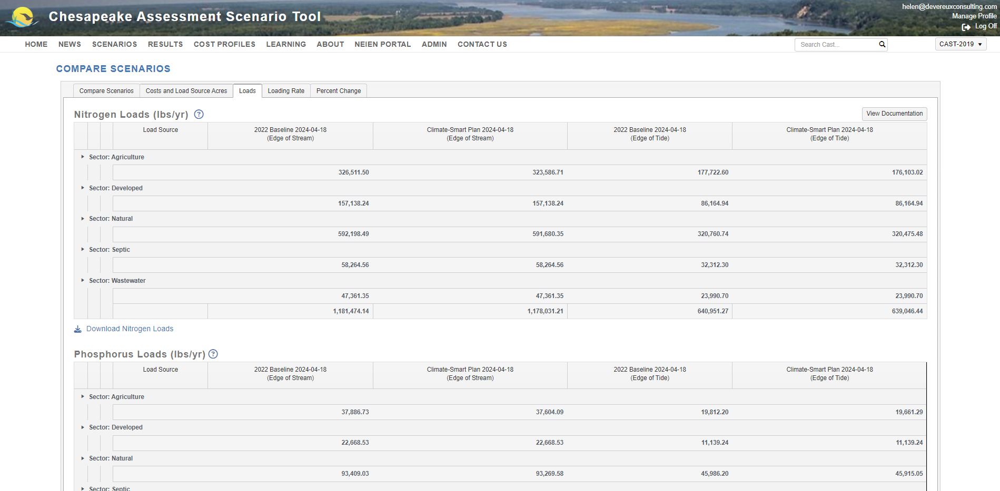 Chesapeake Assessment Scenario Tool
helen@devereuxconsulting.com
Manage Profile
Log Off
HOME NEWS SCENARIOS RESULTS COST PROFILES LEARNING ABOUT NEIEN PORTAL ADMIN CONTACT US
Search Cast...
CAST-2019
COMPARE SCENARIOS
Compare Scenarios Costs and Load Source Acres Loads Loading Rate Percent Change
Nitrogen Loads (lbs/yr) ?
View Documentation
Load Source 2022 Baseline 2024-04-18 Climate-Smart Plan 2024-04-18 2022 Baseline 2024-04-18 Climate-Smart Plan 2024-04-18
(Edge of Stream) (Edge of Stream) (Edge of Tide) (Edge of Tide)
Sector: Agriculture
326,511.50 323,586.71 177,722.60 176,103.02
Sector: Developed
157,138.24 157,138.24 86,164.94 86,164.94
Sector: Natural
592,198.49 591,680.35 320,760.74 320,475.48
Sector: Septic
58,264.56 58,264.56 32,312.30 32,312.30
Sector: Wastewater
47,361.35 47,361.35 23,990.70 23,990.70
1,181,474.14 1,178,031.21 640,951.27 639,046.44
Download Nitrogen Loads
Phosphorus Loads (lbs/yr) ?
Load Source 2022 Baseline 2024-04-18 Climate-Smart Plan 2024-04-18 2022 Baseline 2024-04-18 Climate-Smart Plan 2024-04-18
(Edge of Stream) (Edge of Stream) (Edge of Tide) (Edge of Tide)
Sector: Agriculture
37,886.73 37,604.09 19,812.20 19,661.29
Sector: Developed
22,668.53 22,668.53 11,139.24 11,139.24
Sector: Natural
93,409.03 93,269.58 45,986.20 45,915.05
Sector: Septic